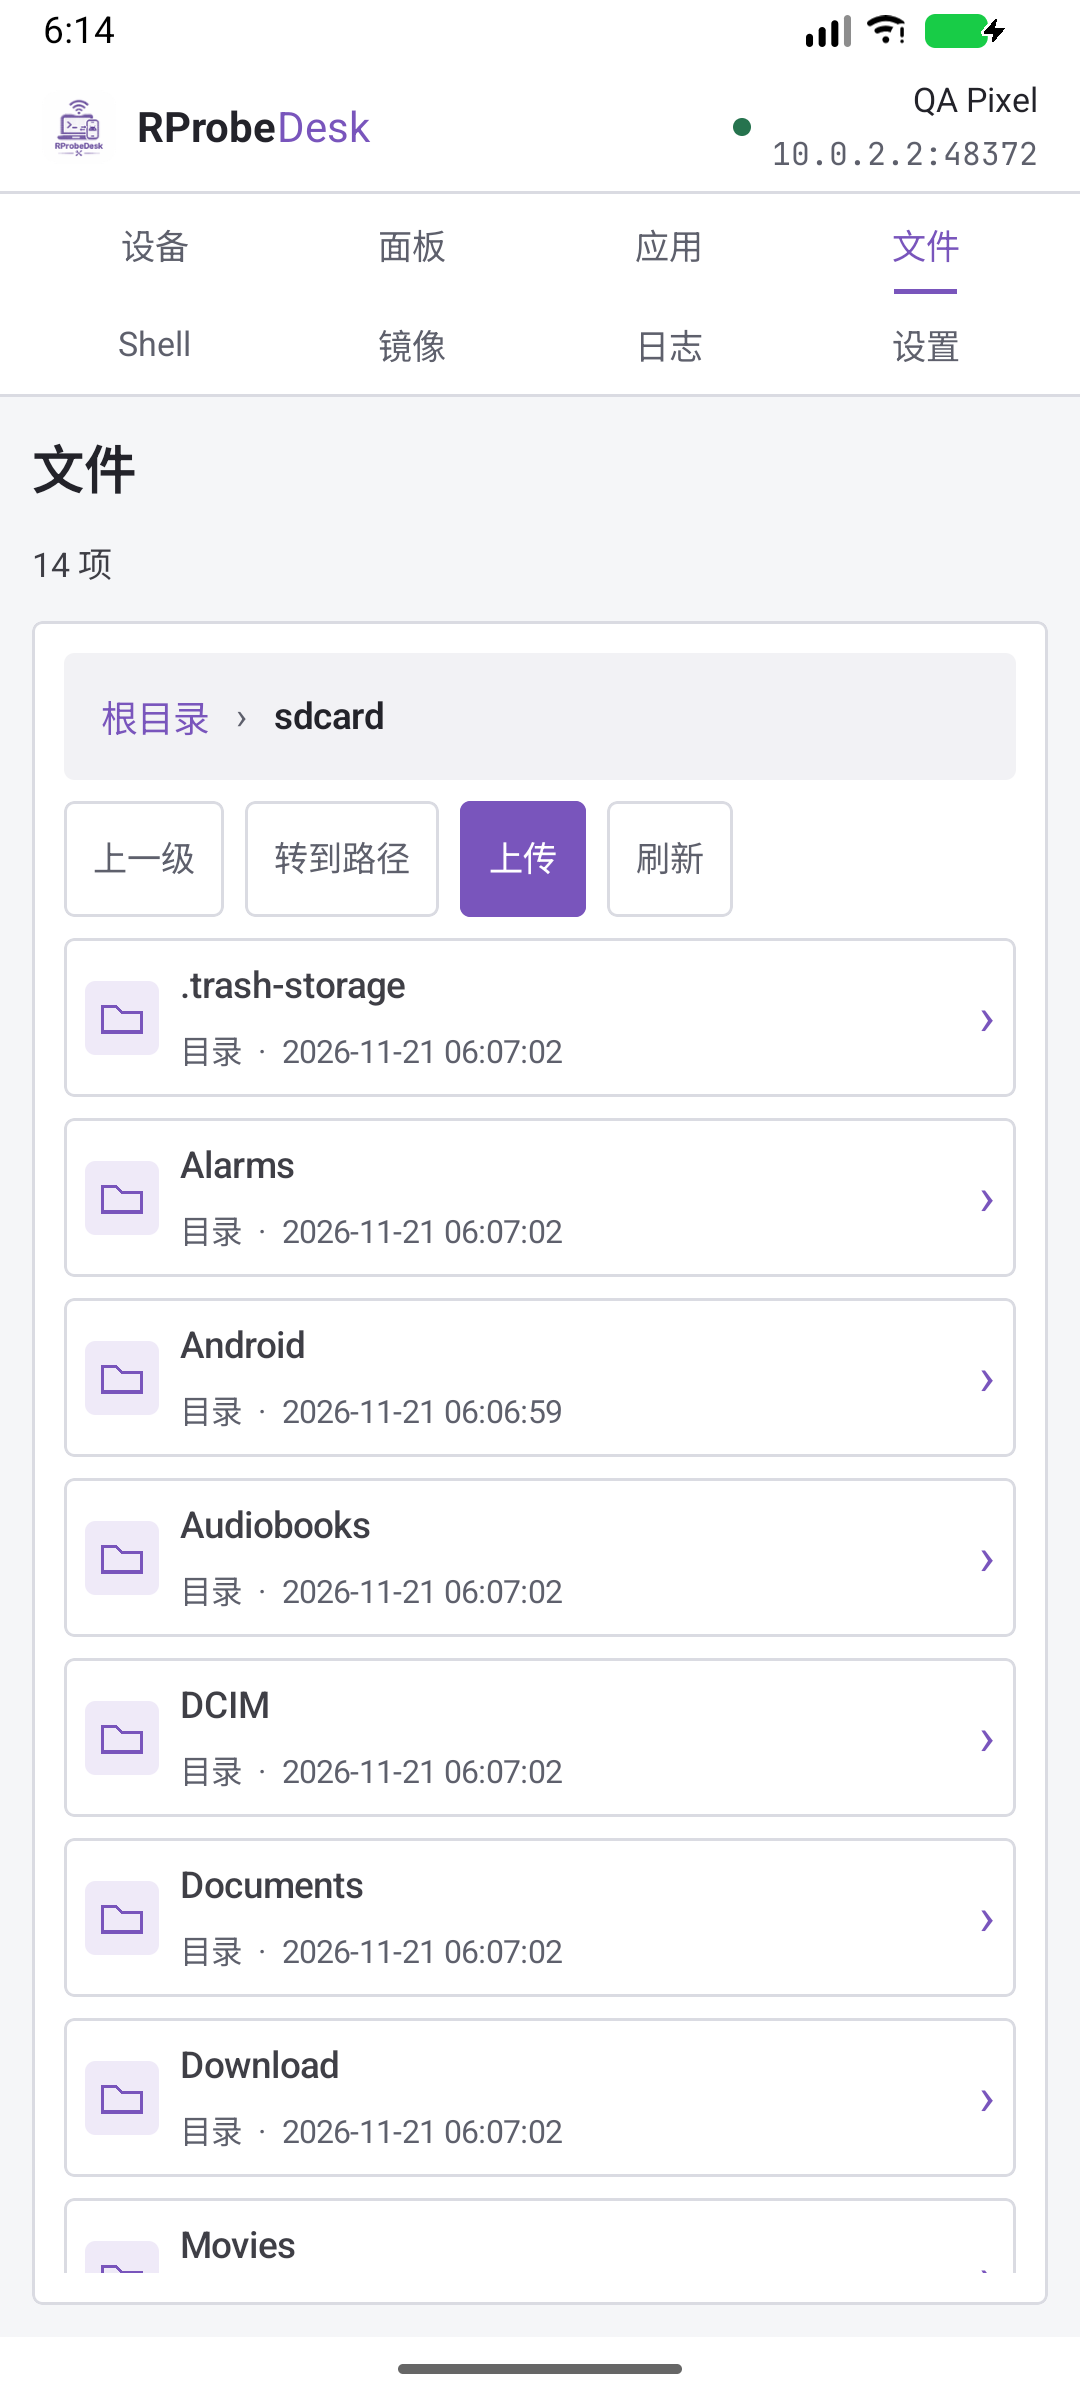 6:14
RProbeDesk
RProbeDesk
QA Pixel
10.0.2.2:48372
设备 面板 应用 文件
Shell 镜像 日志 设置
文件
14 项
根目录 › sdcard
上一级 转到路径 上传 刷新
.trash-storage
目录 · 2026-11-21 06:07:02
Alarms
目录 · 2026-11-21 06:07:02
Android
目录 · 2026-11-21 06:06:59
Audiobooks
目录 · 2026-11-21 06:07:02
DCIM
目录 · 2026-11-21 06:07:02
Documents
目录 · 2026-11-21 06:07:02
Download
目录 · 2026-11-21 06:07:02
Movies